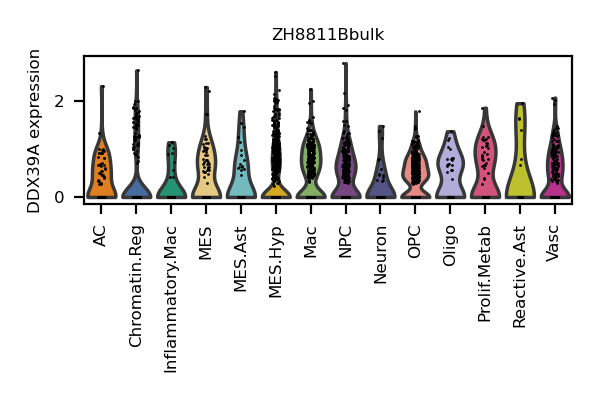 ZH8811Bbulk
DDX39A expression
2
0
AC
Chromatin.Reg
Inflammatory.Mac
MES
MES.Ast
MES.Hyp
Mac
NPC
Neuron
OPC
Oligo
Prolif.Metab
Reactive.Ast
Vasc